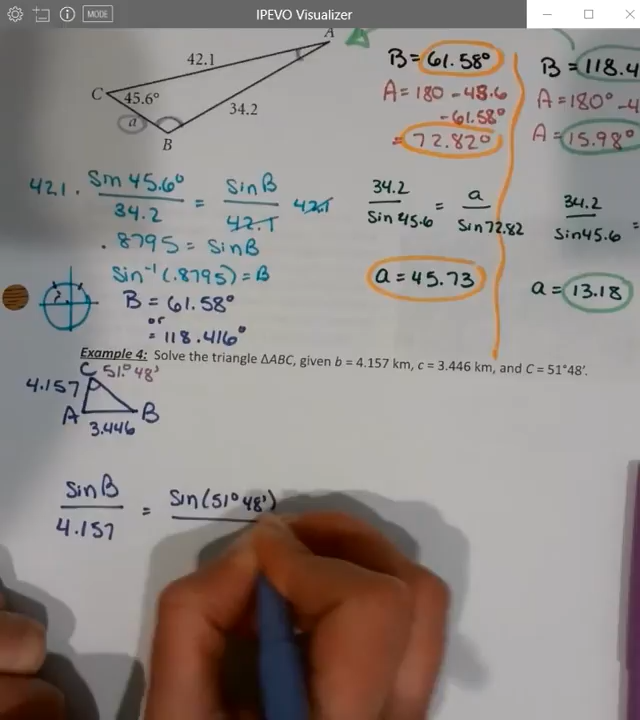 IPEVO Visualizer
A
42.1
C
45.6°
34.2
a
B
42.1 · Sin 45.6° / 34.2 = Sin B / 42.1 42.1
.8795 = Sin B
Sin⁻¹(.8795) = B
B = 61.58°
or
= 118.416°
B = 61.58°
A = 180 - 48.6
- 61.58°
= 72.82°
34.2 / Sin 45.6 = a / Sin 72.82
a = 45.73
B = 118.4
A = 180° - 4
A = 15.98°
34.2 / Sin 45.6 =
a = 13.18
Example 4: Solve the triangle ΔABC, given b = 4.157 km, c = 3.446 km, and C = 51°48'.
C 51° 48'
4.157
A B
3.446
Sin B / 4.157 = Sin(51° 48')